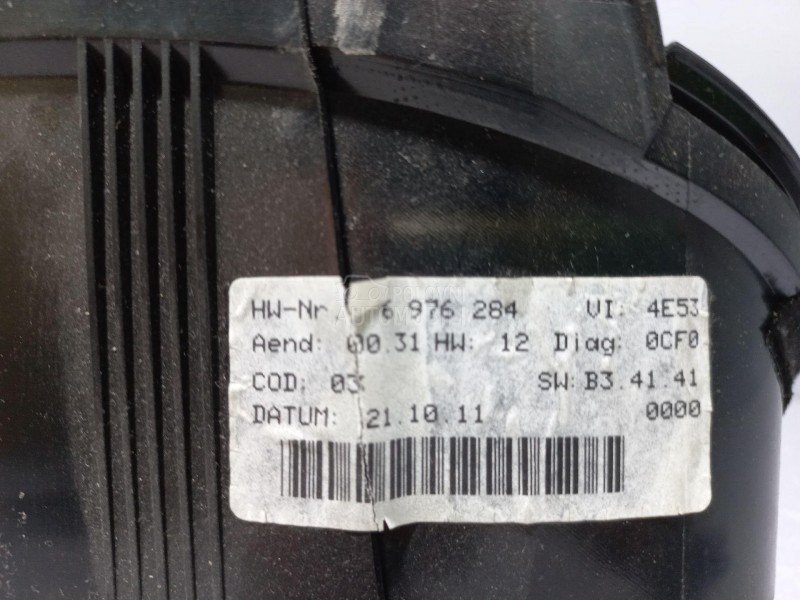 HW-Nr. 6 976 284 VI: 4E53
Aend: 00.31 HW: 12 Diag: 0CF0
COD: 03 SW: B3.41.41
DATUM: 21.10.11 0000